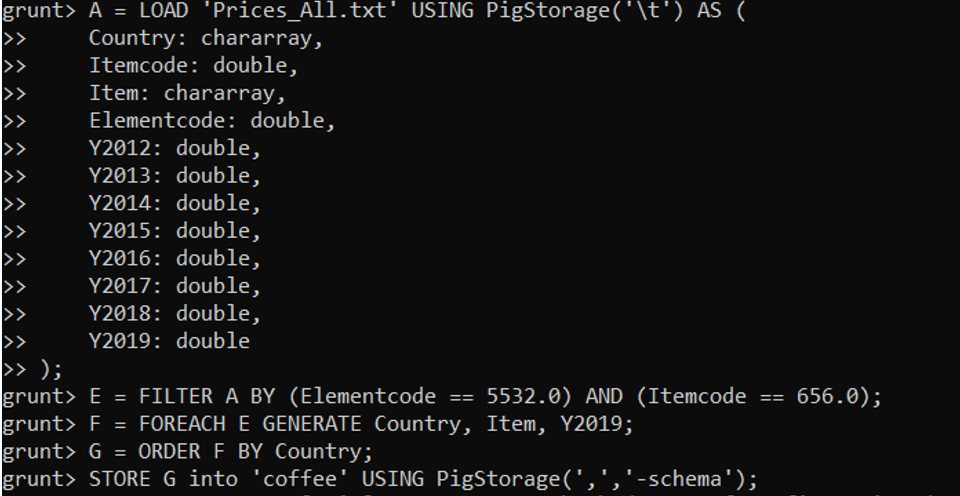 grunt> A = LOAD 'Prices_All.txt' USING PigStorage('\t') AS (
>>     Country: chararray,
>>     Itemcode: double,
>>     Item: chararray,
>>     Elementcode: double,
>>     Y2012: double,
>>     Y2013: double,
>>     Y2014: double,
>>     Y2015: double,
>>     Y2016: double,
>>     Y2017: double,
>>     Y2018: double,
>>     Y2019: double
>> );
grunt> E = FILTER A BY (Elementcode == 5532.0) AND (Itemcode == 656.0);
grunt> F = FOREACH E GENERATE Country, Item, Y2019;
grunt> G = ORDER F BY Country;
grunt> STORE G into 'coffee' USING PigStorage(',','-schema');